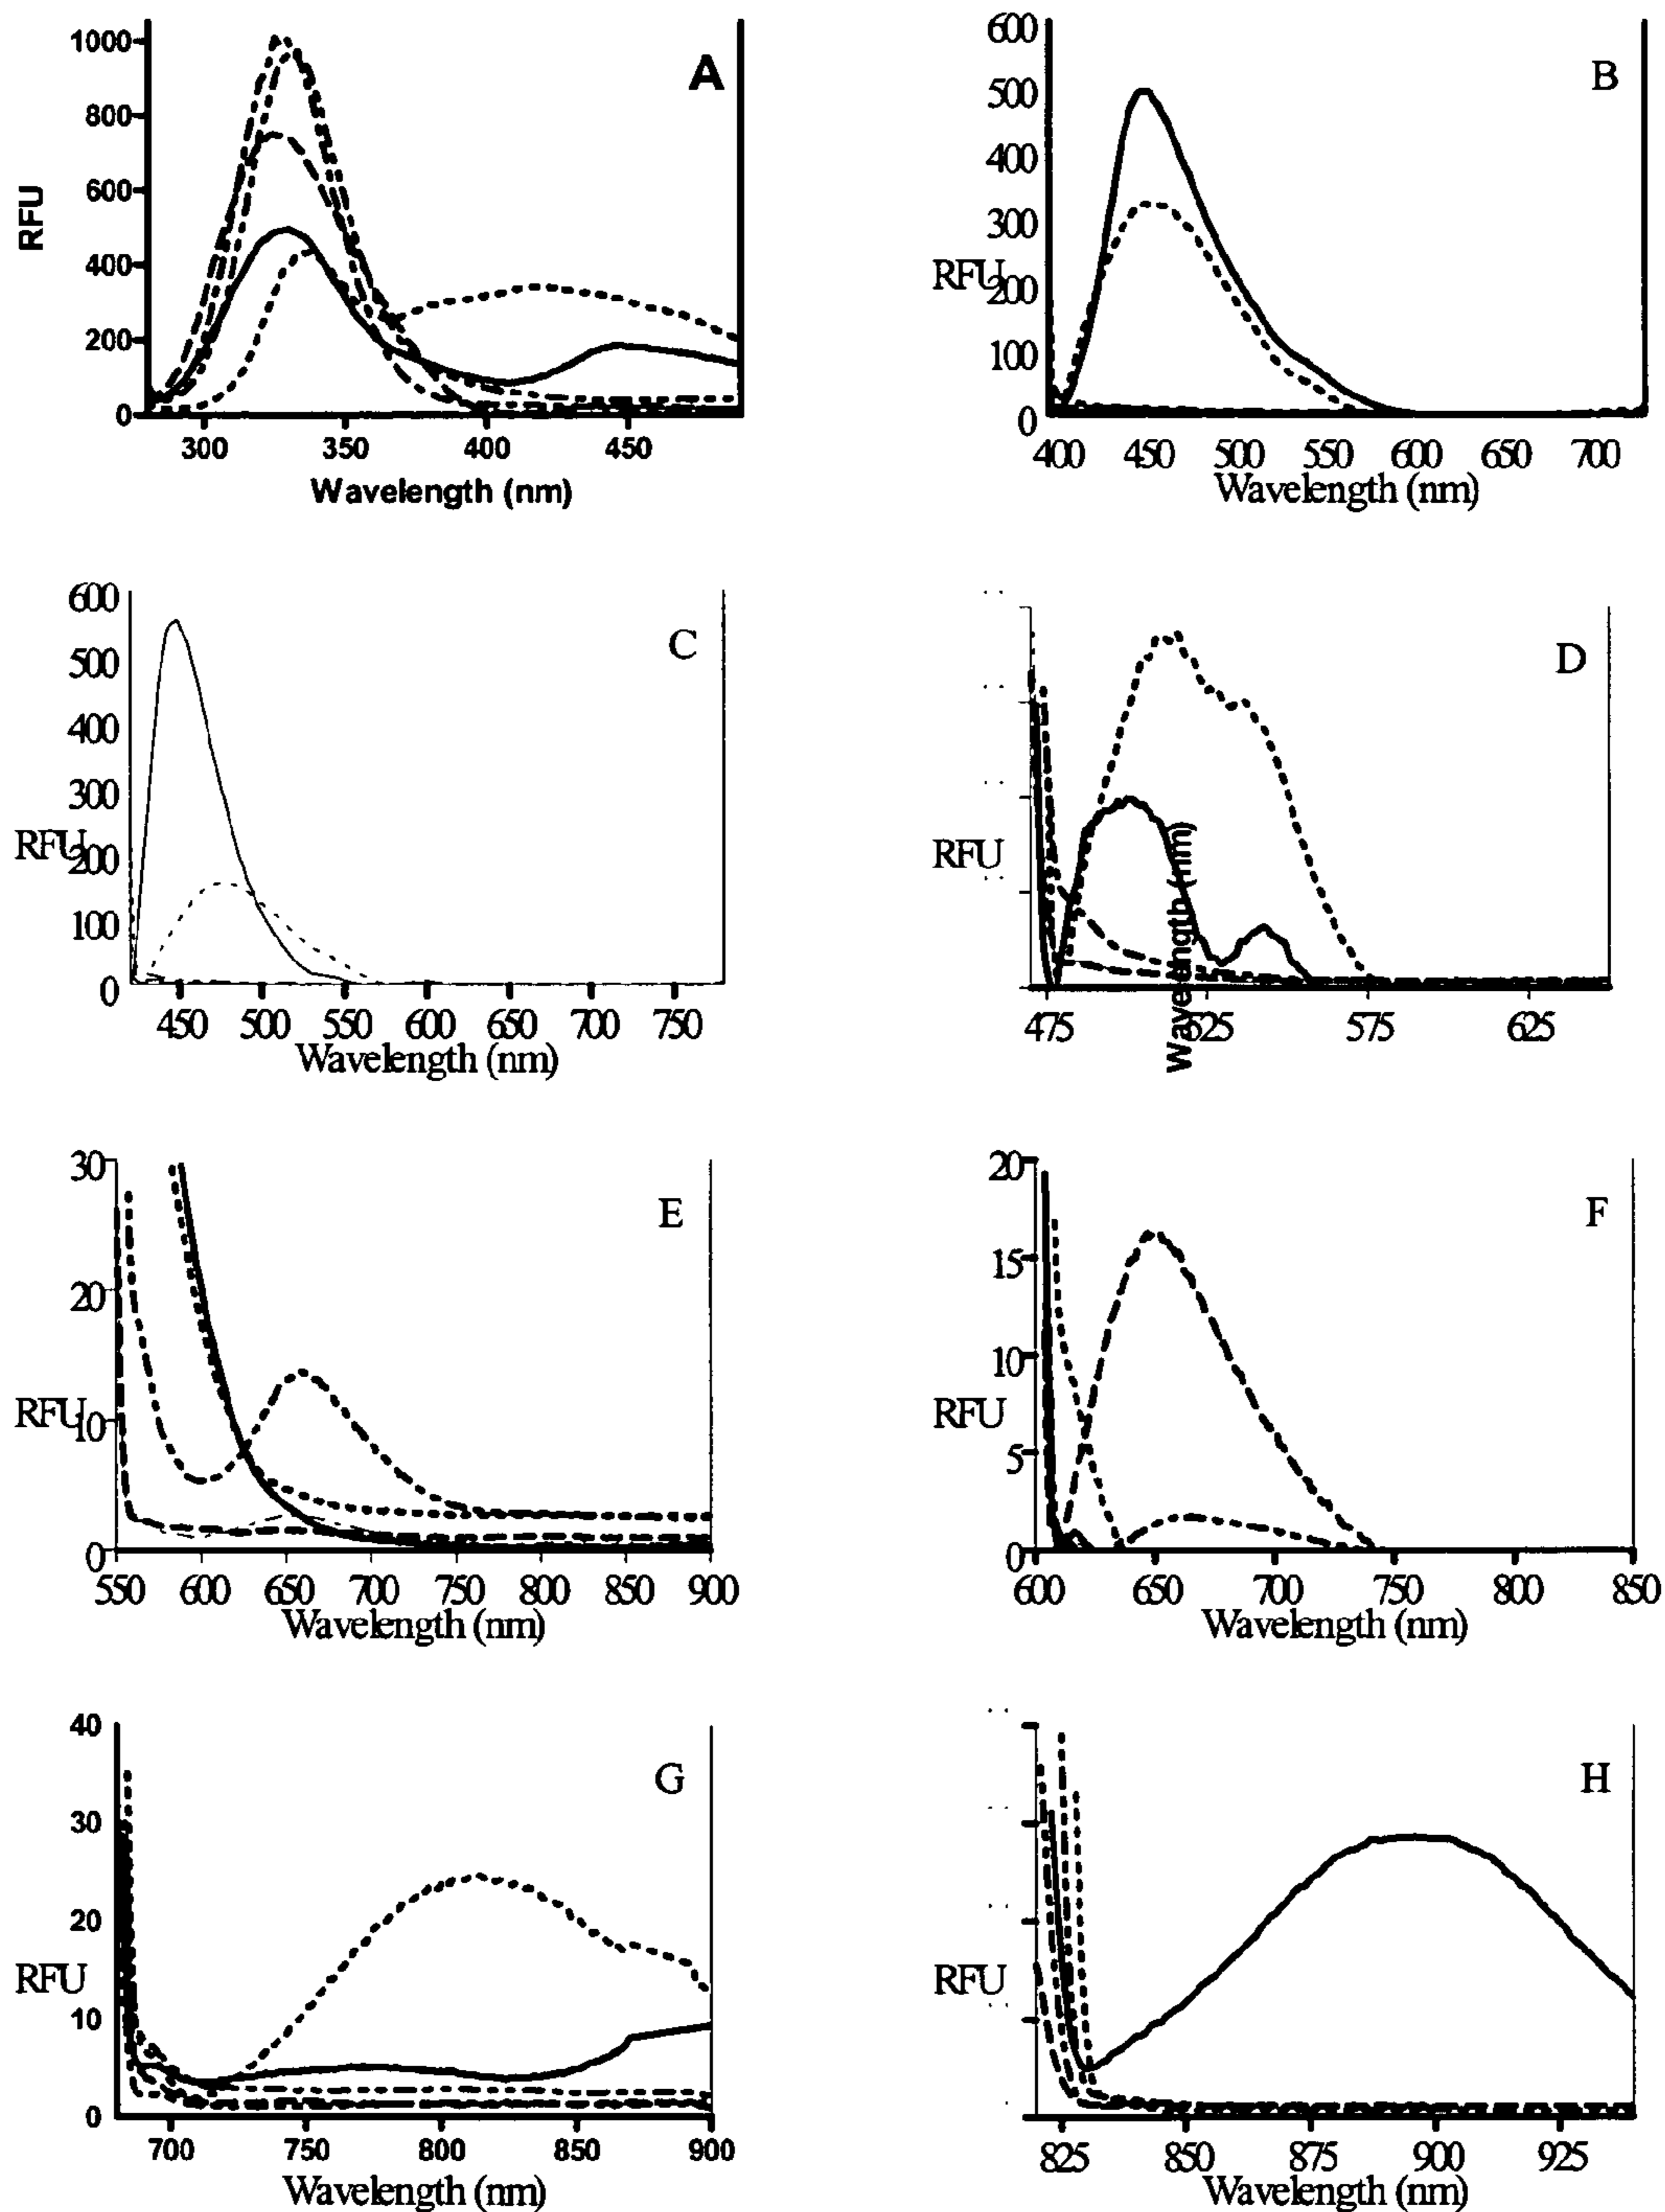 A
1000
800
600
400
200
0
RFU
300 350 400 450
Wavelength (nm)
B
600
500
400
300
200
100
0
RFU
400 450 500 550 600 650 700
Wavelength (nm)
C
600
500
400
300
200
100
0
RFU
450 500 550 600 650 700 750
Wavelength (nm)
D
RFU
Wavelength (nm)
475 525 575 625
E
30
20
10
0
RFU
550 600 650 700 750 800 850 900
Wavelength (nm)
F
20
15
10
5
0
RFU
600 650 700 750 800 850
Wavelength (nm)
G
40
30
20
10
0
RFU
700 750 800 850 900
Wavelength (nm)
H
RFU
825 850 875 900 925
Wavelength (nm)